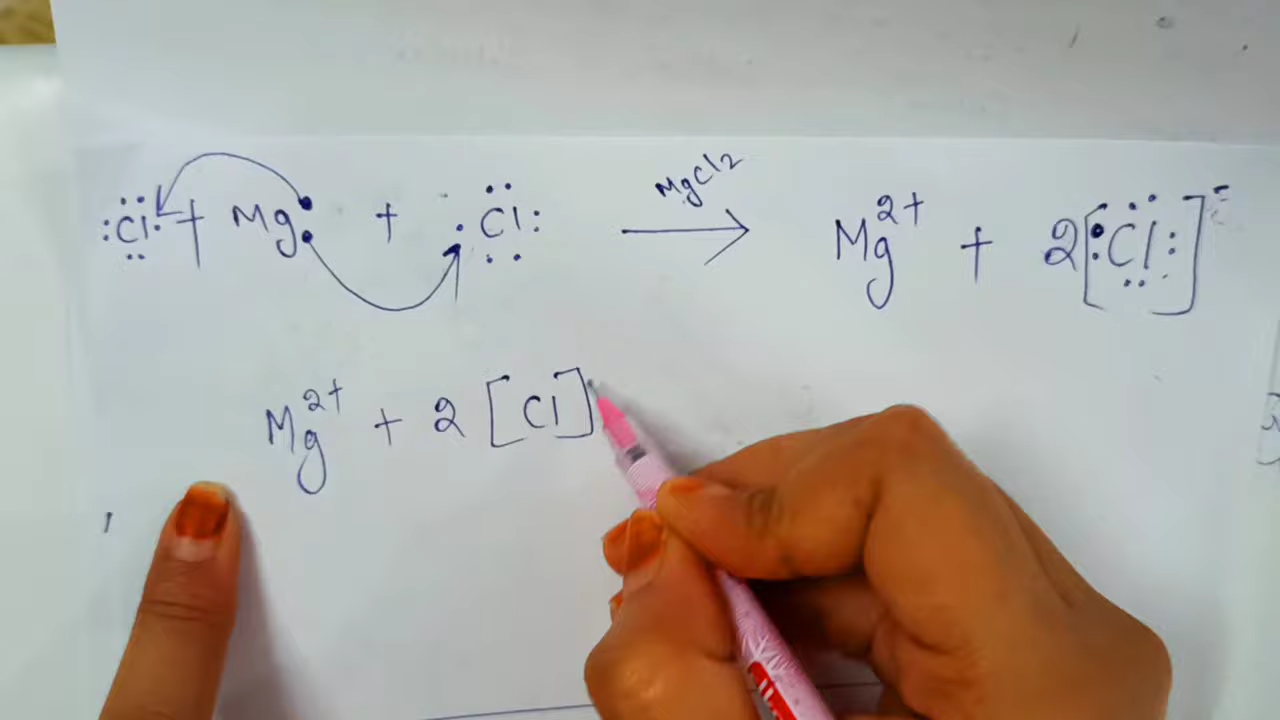 :Cl· + Mg: + ·Cl: MgCl2 → Mg²⁺ + 2[:Cl:]⁻
Mg²⁺ + 2 [Cl]